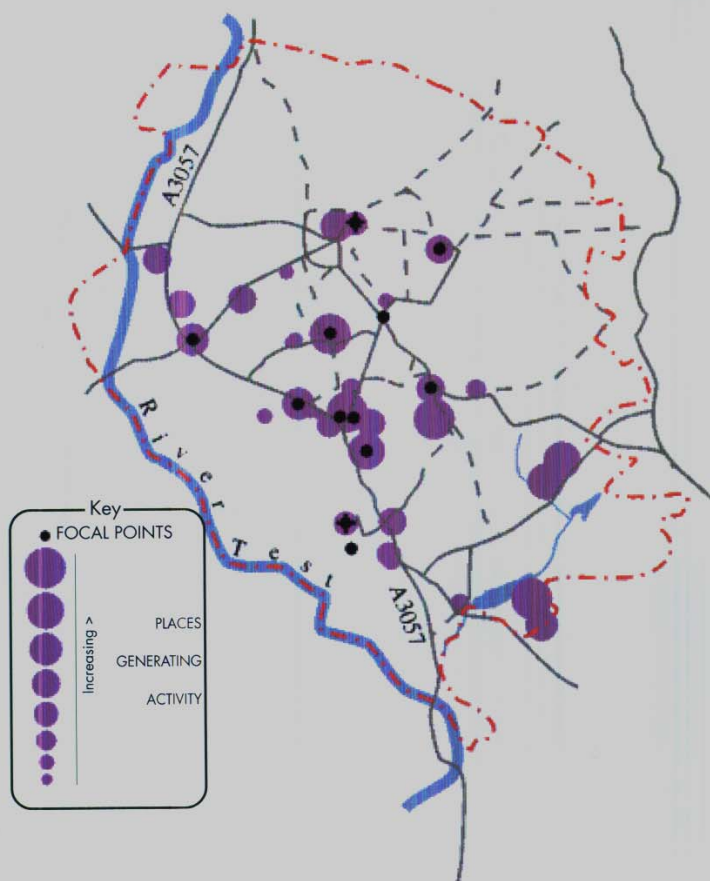 A3057
River Test
A3057
Key
FOCAL POINTS
PLACES
GENERATING
ACTIVITY
Increasing >